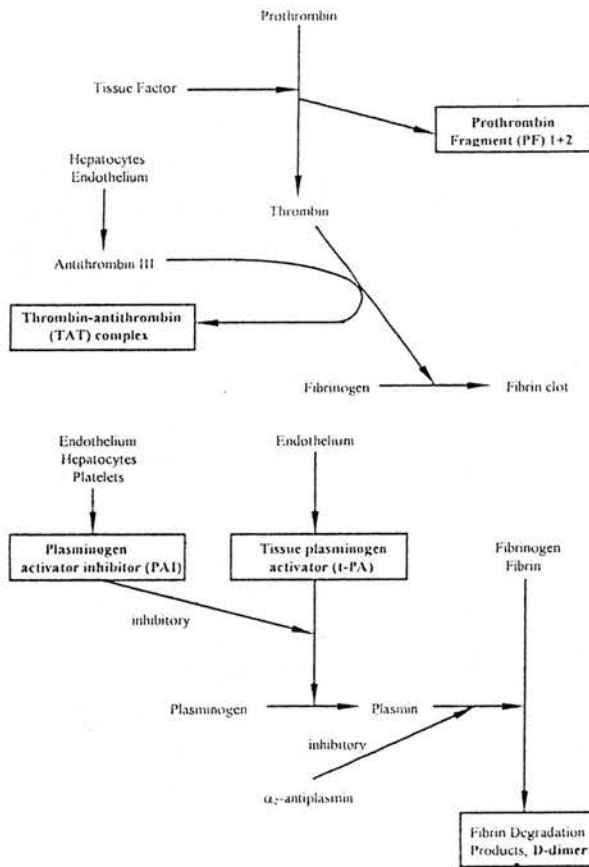 Prothrombin
Tissue Factor
Prothrombin
Fragment (PF) 1+2
Hepatocytes
Endothelium
Thrombin
Antithrombin III
Thrombin-antithrombin
(TAT) complex
Fibrinogen
Fibrin clot
Endothelium
Hepatocytes
Platelets
Endothelium
Plasminogen
activator inhibitor (PAI)
Tissue plasminogen
activator (t-PA)
Fibrinogen
Fibrin
inhibitory
Plasminogen
Plasmin
inhibitory
α₂-antiplasmin
Fibrin Degradation
Products, D-dimer